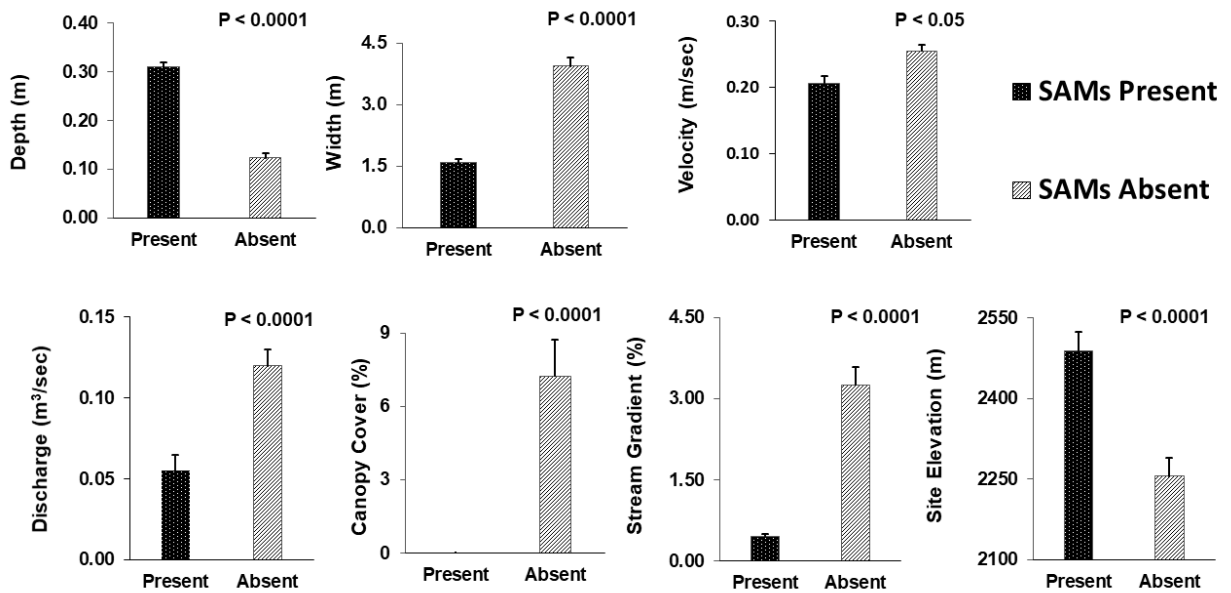 P < 0.0001
Depth (m)
0.40
0.30
0.20
0.10
0.00
Present Absent
P < 0.0001
Width (m)
4.5
3.0
1.5
0.0
Present Absent
P < 0.05
Velocity (m/sec)
0.30
0.20
0.10
0.00
Present Absent
SAMs Present
SAMs Absent
P < 0.0001
Discharge (m³/sec)
0.15
0.10
0.05
0.00
Present Absent
P < 0.0001
Canopy Cover (%)
9
6
3
0
Present Absent
P < 0.0001
Stream Gradient (%)
4.50
3.00
1.50
0.00
Present Absent
P < 0.0001
Site Elevation (m)
2550
2400
2250
2100
Present Absent